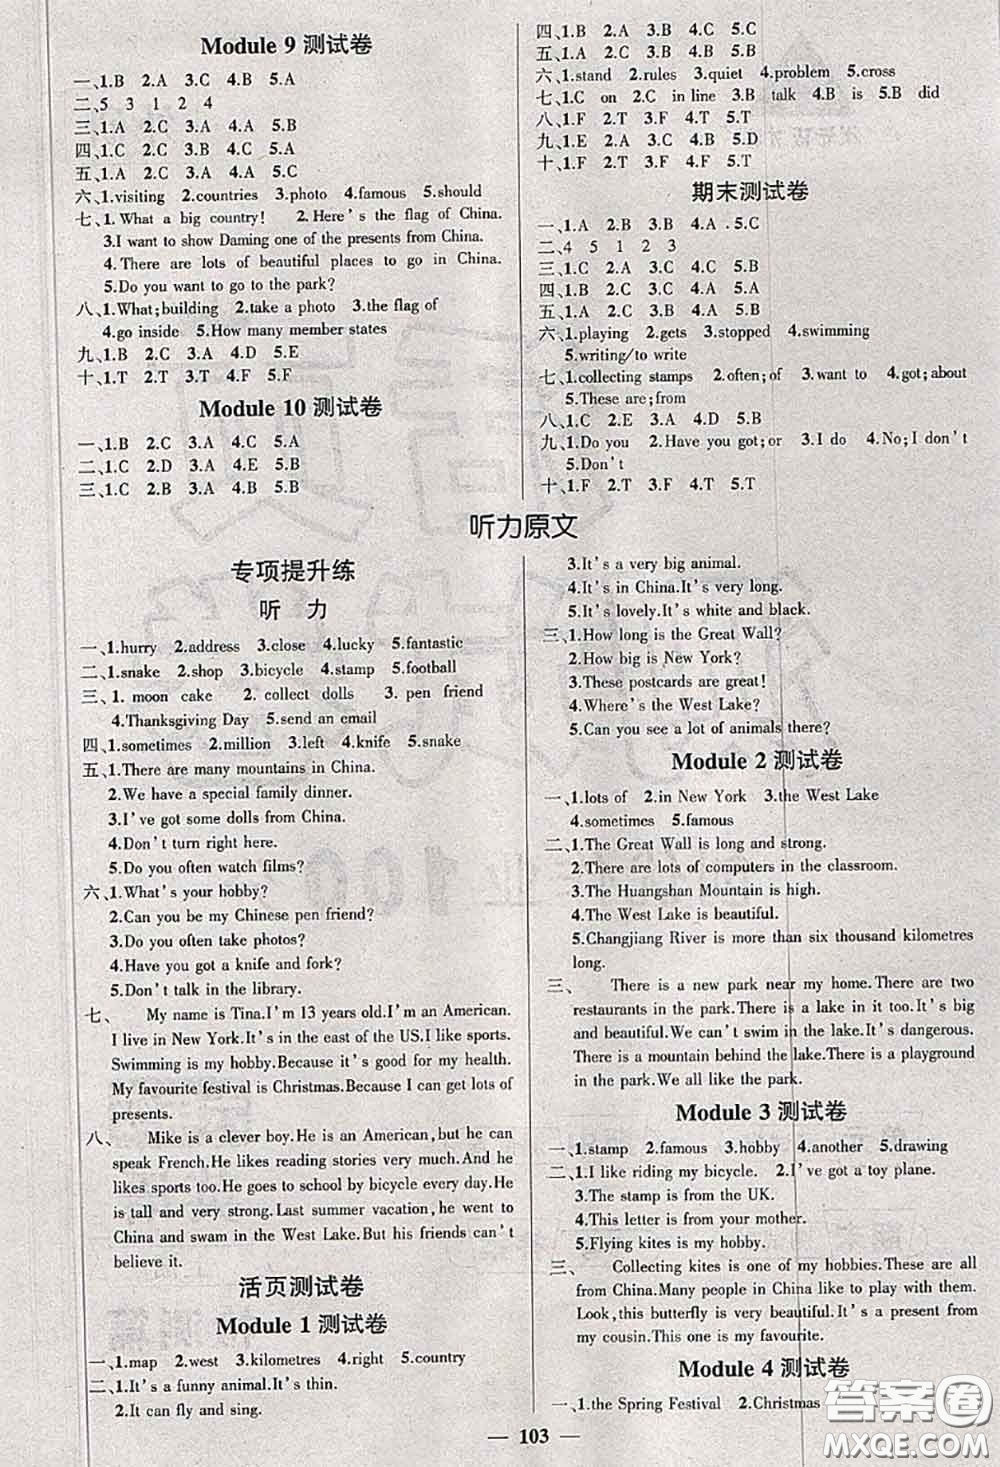 Module 9 测试卷
一、1.B 2.A 3.C 4.B 5.A
二、5 3 1 2 4
三、1.A 2.C 3.A 4.A 5.B
四、1.C 2.C 3.A 4.A 5.B
五、1.A 2.C 3.A 4.A 5.C
六、1.visiting 2.countries 3.photo 4.famous 5.should
七、1. What a big country! 2. Here's the flag of China.
3.I want to show Daming one of the presents from China.
4. There are lots of beautiful places to go in China.
5.Do you want to go to the park?
八、1.What;building 2.take a photo 3.the flag of
4.go inside 5.How many member states
九、1.B 2.C 3.A 4.D 5.E
十、1.T 2.T 3.F 4.T 5.F
Module 10 测试卷
一、1.B 2.C 3.A 4.C 5.A
二、1.C 2.D 3.A 4.E 5.B
三、1.C 2.B 3.A 4.B 5.B
四、1.C 2.A 3.B 4.C 5.C
五、1.C 2.A 3.B 4.B 5.C
六、1.stand 2.rules 3.quiet 4.problem 5.cross
七、1.C on 2.C in line 3.B talk 4.B is 5.B did
八、1.F 2.T 3.F 4.T 5.T
九、1.E 2.A 3.C 4.B 5.D
十、1.F 2.T 3.F 4.F 5.T
期末测试卷
一、1.A 2.B 3.B 4.A 5.C
二、4 5 1 2 3
三、1.C 2.A 3.B 4.C 5.B
四、1.A 2.B 3.A 4.C 5.B
五、1.A 2.C 3.A 4.B 5.A
六、1.playing 2.gets 3.stopped 4.swimming
5.writing/to write
七、1.collecting stamps 2.often;of 3.want to 4.got;about
5.These are;from
八、1.C 2.E 3.A 4.D 5.B
九、1.Do you 2.Have you got;or 3.I do 4.No;I don't
5.Don't
十、1.F 2.T 3.F 4.T 5.T
听力原文
专项提升练
听 力
一、1.hurry 2.address 3.close 4.lucky 5.fantastic
二、1.snake 2.shop 3.bicycle 4.stamp 5.football
三、1. moon cake 2. collect dolls 3. pen friend
4.Thanksgiving Day 5.send an email
四、1.sometimes 2.million 3.left 4.knife 5.snake
五、1.There are many mountains in China.
2.We have a special family dinner.
3.I've got some dolls from China.
4.Don't turn right here.
5.Do you often watch films?
六、1.What's your hobby?
2.Can you be my Chinese pen friend?
3.Do you often take photos?
4.Have you got a knife and fork?
5.Don't talk in the library.
七、 My name is Tina.I'm 13 years old.I'm an American.
I live in New York.It's in the east of the US.I like sports.
Swimming is my hobby.Because it's good for my health.
My favourite festival is Christmas.Because I can get lots of
presents.
八、 Mike is a clever boy.He is an American,but he can
speak French.He likes reading stories very much.And he
likes sports too.He goes to school by bicycle every day.He
is tall and very strong.Last summer vacation,he went to
China and swam in the West Lake.But his friends can't
believe it.
活页测试卷
Module 1 测试卷
一、1.map 2.west 3.kilometres 4.right 5.country
二、1.It's a funny animal.It's thin.
2.It can fly and sing.
3.It's a very big animal.
4.It's in China.It's very long.
5.It's lovely.It's white and black.
三、1.How long is the Great Wall?
2.How big is New York?
3.These postcards are great!
4.Where's the West Lake?
5.Can you see a lot of animals there?
Module 2 测试卷
一、1.lots of 2.in New York 3.the West Lake
4.sometimes 5.famous
二、1.The Great Wall is long and strong.
2.There are lots of computers in the classroom.
3.The Huangshan Mountain is high.
4.The West Lake is beautiful.
5.Changjiang River is more than six thousand kilometres
long.
三、 There is a new park near my home.There are two
restaurants in the park.There is a lake in it too.It's big
and beautiful.We can't swim in the lake.It's dangerous.
There is a mountain behind the lake.There is a playground
in the park.We all like the park.
Module 3 测试卷
一、1.stamp 2.famous 3.hobby 4.another 5.drawing
二、1.I like riding my bicycle. 2.I've got a toy plane.
3.The stamp is from the UK.
4.This letter is from your mother.
5.Flying kites is my hobby.
三、 Collecting kites is one of my hobbies.These are all
from China.Many people in China like to play with them.
Look,this butterfly is very beautiful.It's a present from
my cousin.This one is my favourite.
Module 4 测试卷
一、1.the Spring Festival 2.Christmas
103
答案圈
MXQE.COM